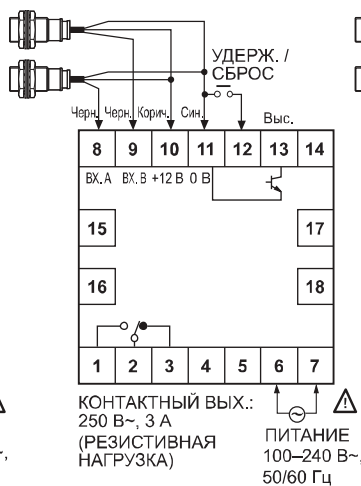 УДЕРЖ. /
СБРОС
Черн. Черн. Корич. Син.
Выс.
8 9 10 11 12 13 14
ВХ. А ВХ. В +12 В 0 В
15 17
16 18
1 2 3 4 5 6 7
КОНТАКТНЫЙ ВЫХ.:
250 В~, 3 А
(РЕЗИСТИВНАЯ
НАГРУЗКА)
ПИТАНИЕ
100–240 В~,
50/60 Гц